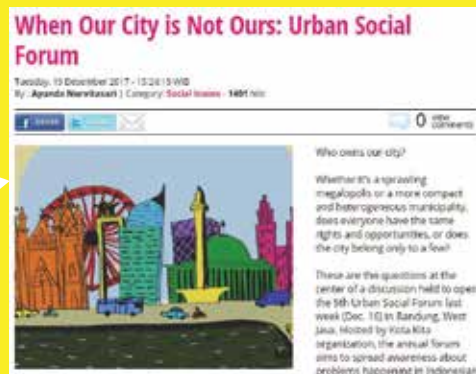 When Our City is Not Ours: Urban Social
Forum
Tuesday, 19 December 2017 - 15:24:15 WIB
By : Ayunda Nurvitasari | Category: Social Issues - 1491 hits
SHARE
0 view
comments
Who owns our city?
Whether it's a sprawling
megalopolis or a more compact
and heterogeneous municipality,
does everyone have the same
rights and opportunities, or does
the city belong only to a few?
These are the questions at the
center of a discussion held to open
the 5th Urban Social Forum last
week (Dec. 16) in Bandung, West
Java. Hosted by Kota Kita
organization, the annual forum
aims to spread awareness about
problems happening in Indonesian